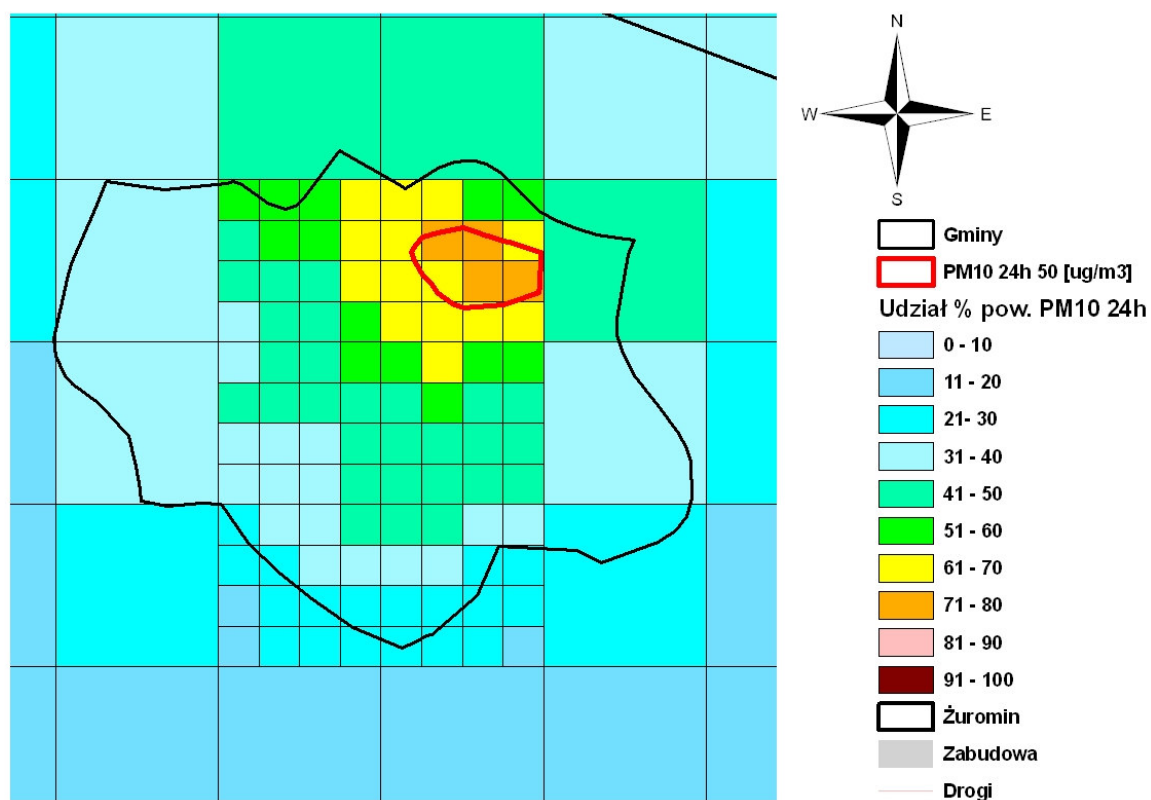 N
W
E
S
Gminy
PM10 24h 50 [ug/m3]
Udział % pow. PM10 24h
0 - 10
11 - 20
21 - 30
31 - 40
41 - 50
51 - 60
61 - 70
71 - 80
81 - 90
91 - 100
Żuromin
Zabudowa
Drogi